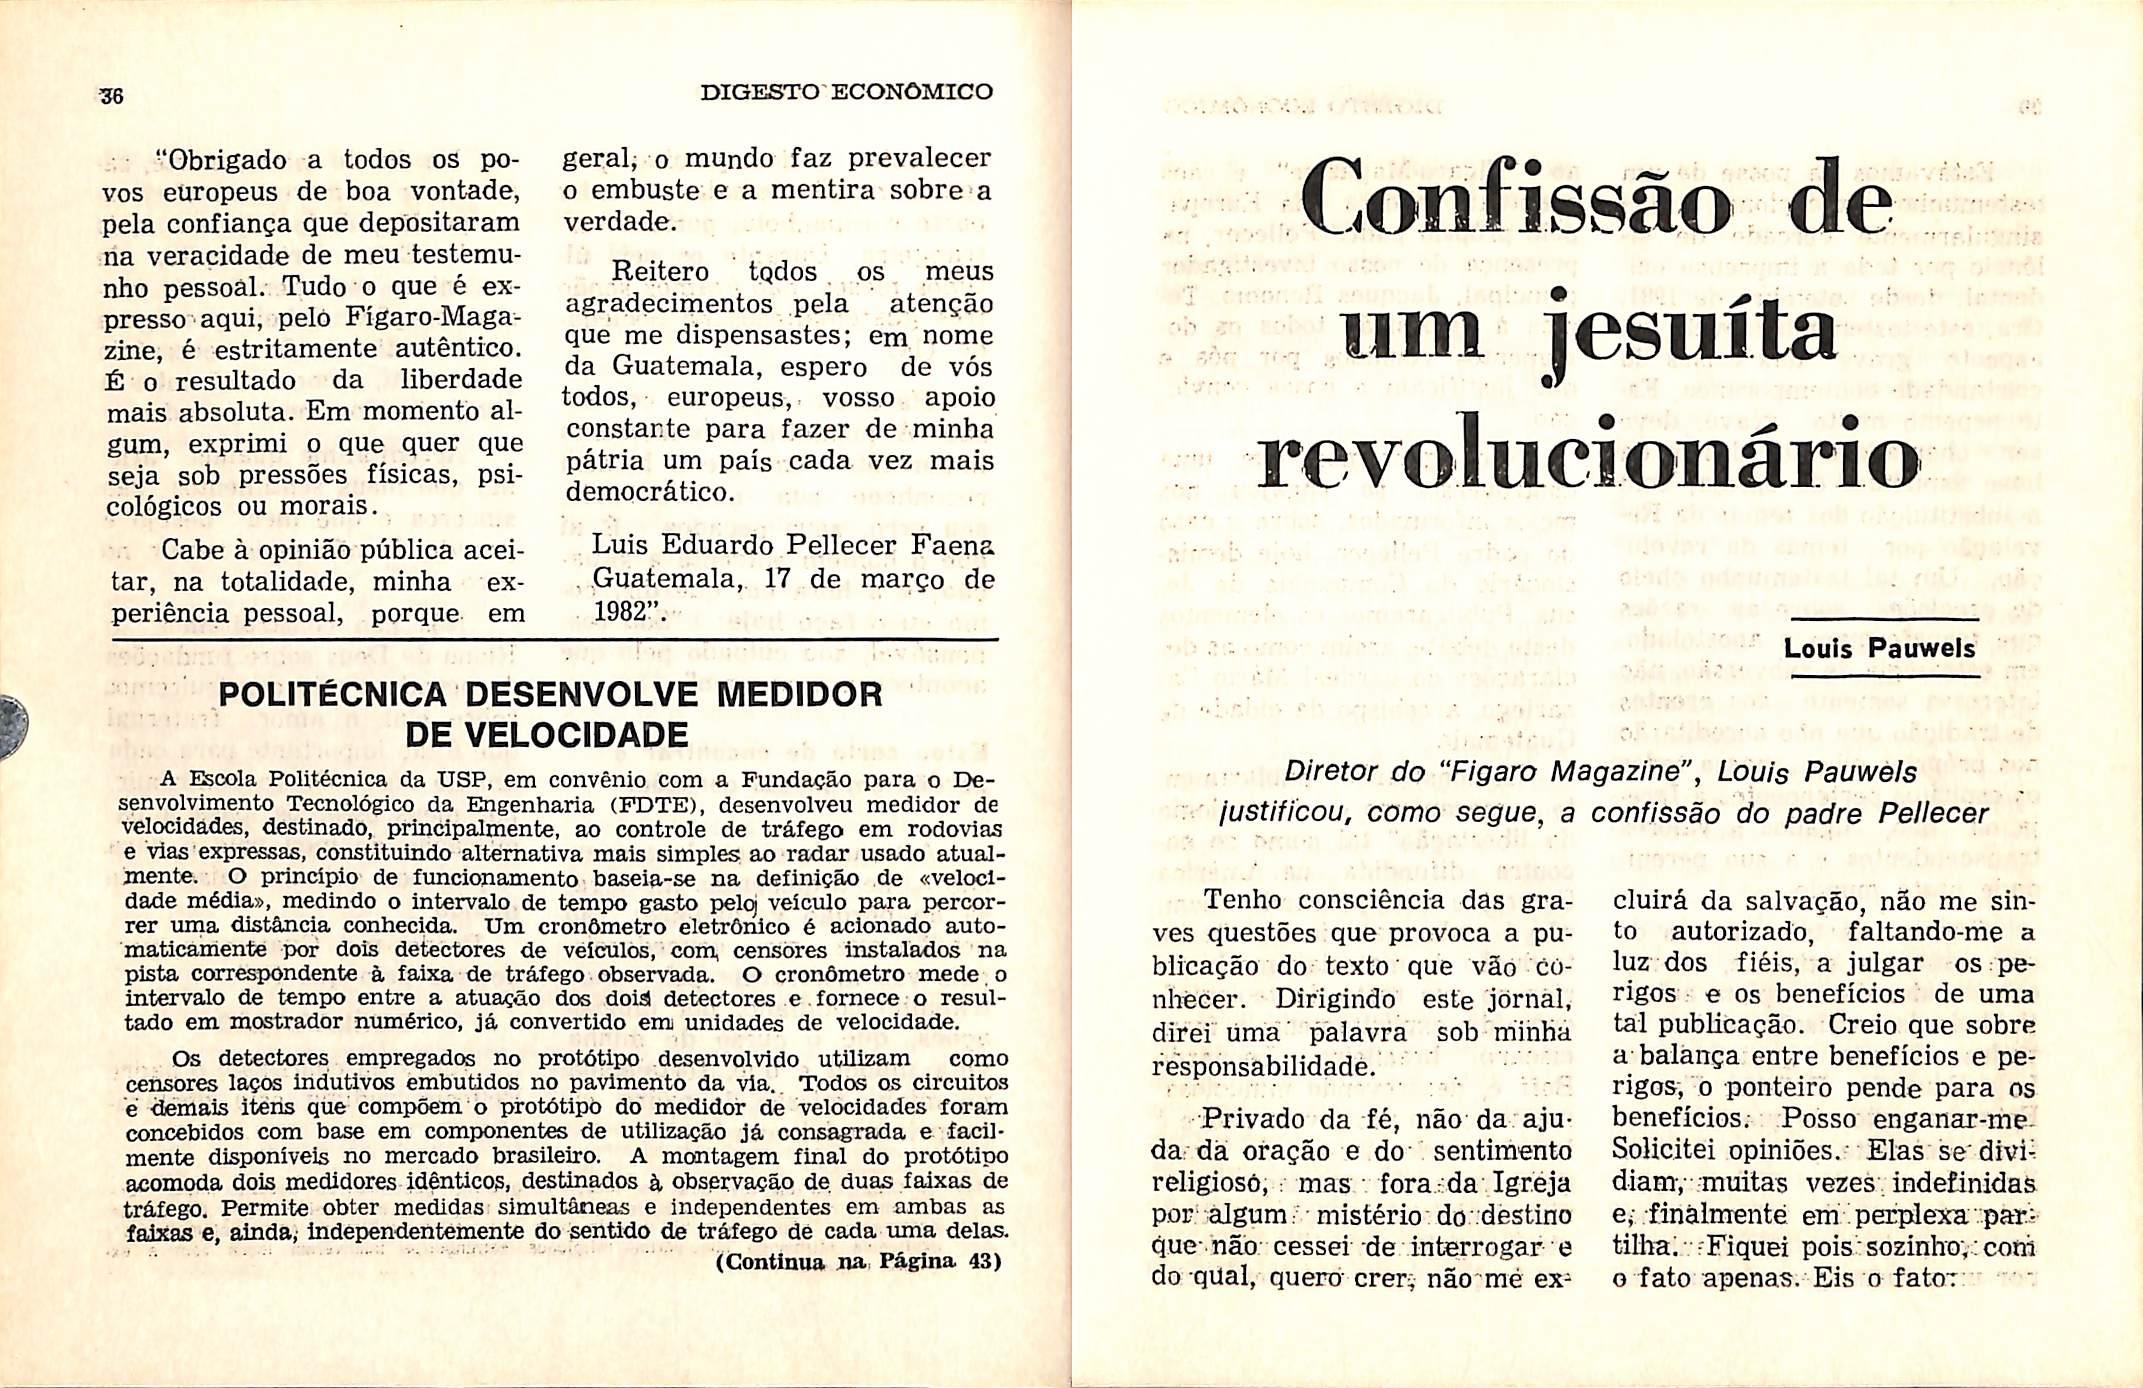 36
DIGESTO ECONÔMICO
"Obrigado a todos os po-
vos europeus de boa vontade,
pela confiança que depositaram
na veracidade de meu testemu-
nho pessoal. Tudo o que é ex-
presso aqui, pelo Fígaro-Maga-
zine, é estritamente autêntico.
É o resultado da liberdade
mais absoluta. Em momento al-
gum, exprimi o que quer que
seja sob pressões físicas, psi-
cológicos ou morais.
Cabe à opinião pública acei-
tar, na totalidade, minha ex-
periência pessoal, porque em
geral, o mundo faz prevalecer
o embuste e a mentira sobre a
verdade.
Reitero todos os meus
agradecimentos pela atenção
que me dispensastes; em nome
da Guatemala, espero de vós
todos, europeus, vosso apoio
constante para fazer de minha
pátria um país cada vez mais
democrático.
Luis Eduardo Pellecer Faena
Guatemala, 17 de março de
1982".
POLITÉCNICA DESENVOLVE MEDIDOR
DE VELOCIDADE
A Escola Politécnica da USP, em convênio com a Fundação para o De-
senvolvimento Tecnológico da Engenharia (FDTE), desenvolveu medidor de
velocidades, destinado, principalmente, ao controle de tráfego em rodovias
e vias expressas, constituindo alternativa mais simples ao radar usado atual-
mente. O princípio de funcionamento baseia-se na definição de «veloci-
dade média», medindo o intervalo de tempo gasto pelo veículo para percor-
rer uma distância conhecida. Um cronômetro eletrônico é acionado auto-
maticamente por dois detectores de veículos, com censores instalados na
pista correspondente à faixa de tráfego observada. O cronômetro mede o
intervalo de tempo entre a atuação dos dois detectores e fornece o resul-
tado em mostrador numérico, já convertido em unidades de velocidade.
Os detectores empregados no protótipo desenvolvido utilizam como
censores laços indutivos embutidos no pavimento da via. Todos os circuitos
e demais itens que compõem o protótipo do medidor de velocidades foram
concebidos com base em componentes de utilização já consagrada e facil-
mente disponíveis no mercado brasileiro. A montagem final do protótipo
acomoda dois medidores idênticos, destinados à observação de duas faixas de
tráfego. Permite obter medidas simultâneas e independentes em ambas as
faixas e, ainda, independentemente do sentido de tráfego de cada uma delas.
(Continua na Página 43)
Confissão de
um jesuíta
revolucionário
Louis Pauwels
Diretor do "Figaro Magazine", Louis Pauwels
justificou, como segue, a confissão do padre Pellecer
Tenho consciência das gra-
ves questões que provoca a pu-
blicação do texto que vão co-
nhecer. Dirigindo este jornal,
direi uma palavra sob minha
responsabilidade.
Privado da fé, não da aju-
da da oração e do sentimento
religioso, mas fora da Igreja
por algum mistério do destino
que não cessei de interrogar e
do qual, quero crer, não me ex-
cluirá da salvação, não me sin-
to autorizado, faltando-me a
luz dos fiéis, a julgar os pe-
rigos e os benefícios de uma
tal publicação. Creio que sobre
a balança entre benefícios e pe-
rigos, o ponteiro pende para os
benefícios. Posso enganar-me.
Solicitei opiniões. Elas se divi-
diam, muitas vezes indefinidas
e, finalmente em perplexa par-
tilha. Fiquei pois sozinho, com
o fato apenas. Eis o fato: